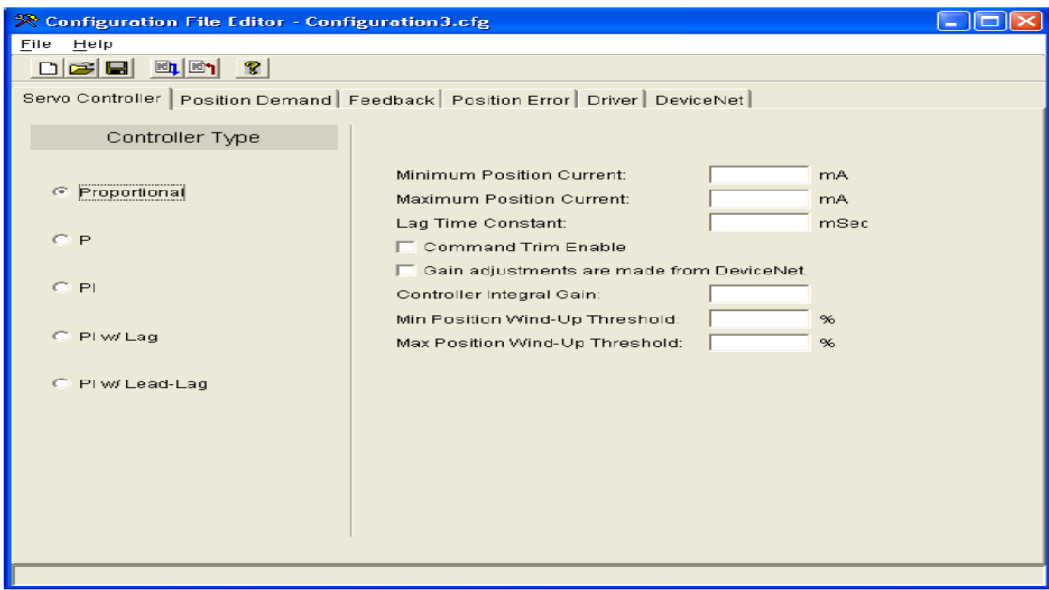 Configuration File Editor - Configuration3.cfg
File Help
Servo Controller Position Demand Feedback Position Error Driver DeviceNet
Controller Type
Proportional
P
PI
PI w/ Lag
PI w/ Lead-Lag
Minimum Position Current: mA
Maximum Position Current: mA
Lag Time Constant: mSec
Command Trim Enable
Gain adjustments are made from DeviceNet.
Controller Integral Gain:
Min Position Wind-Up Threshold: %
Max Position Wind-Up Threshold: %